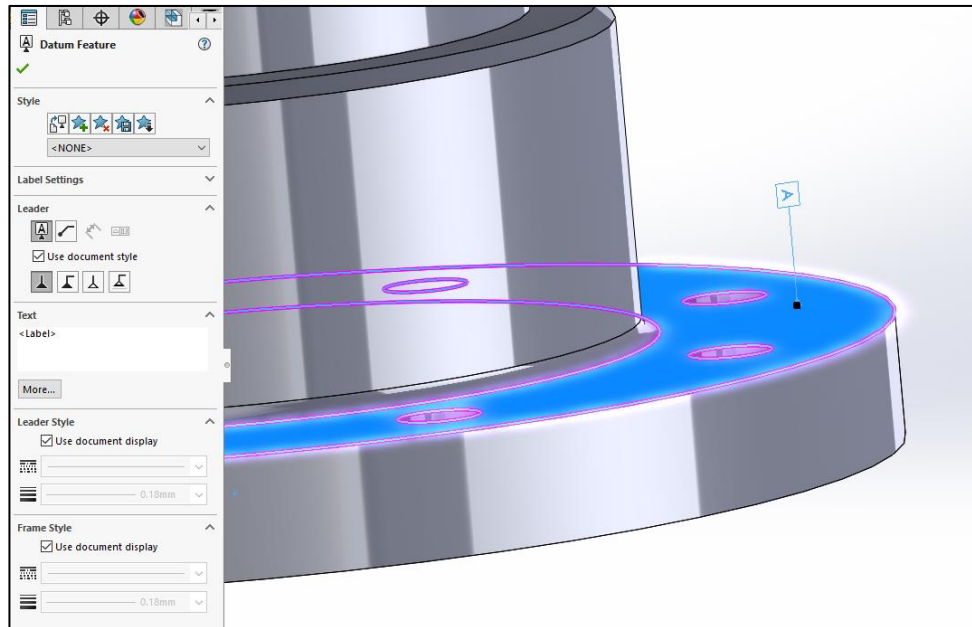 Datum Feature
Style
<NONE>
Label Settings
Leader
Use document style
Text
<Label>
More...
Leader Style
Use document display
0.18mm
Frame Style
Use document display
0.18mm
A